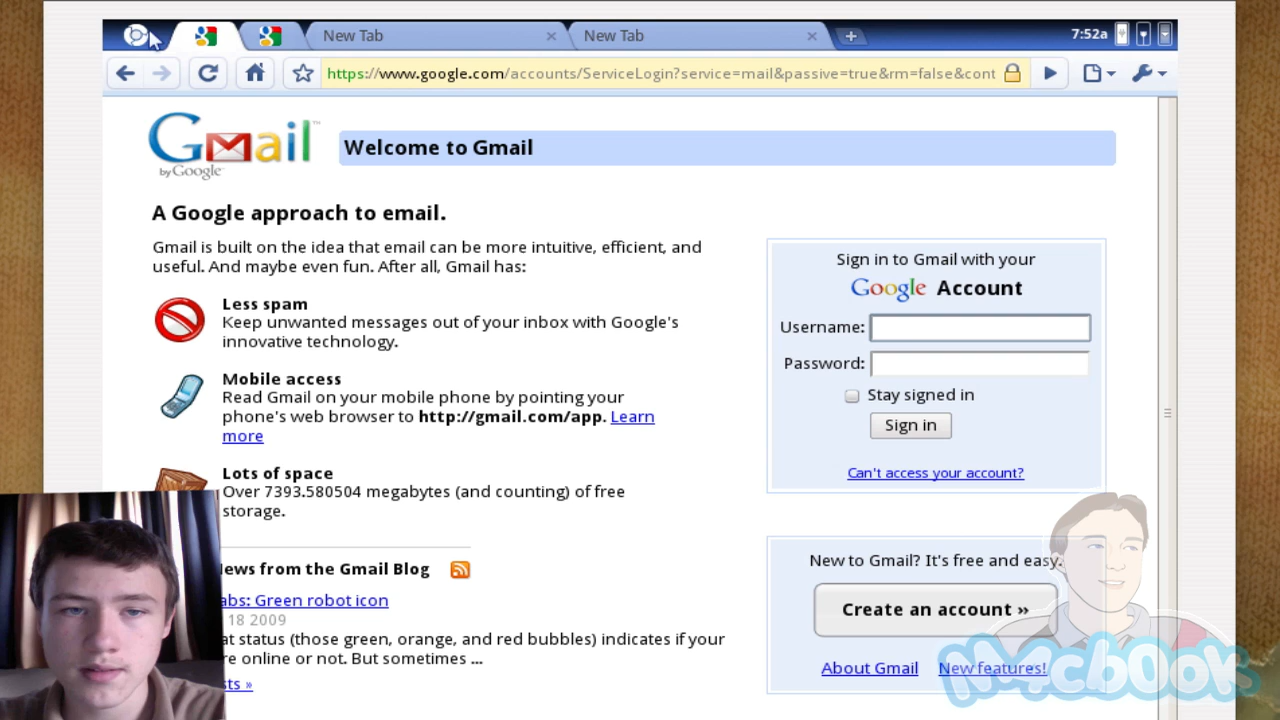 New Tab
New Tab
7:52a
https://www.google.com/accounts/ServiceLogin?service=mail&passive=true&rm=false&cont
Gmail™
by Google™
Welcome to Gmail
A Google approach to email.
Gmail is built on the idea that email can be more intuitive, efficient, and
useful. And maybe even fun. After all, Gmail has:
Less spam
Keep unwanted messages out of your inbox with Google's
innovative technology.
Mobile access
Read Gmail on your mobile phone by pointing your
phone's web browser to http://gmail.com/app. Learn
more
Lots of space
Over 7393.580504 megabytes (and counting) of free
storage.
ews from the Gmail Blog
abs: Green robot icon
18 2009
at status (those green, orange, and red bubbles) indicates if your
re online or not. But sometimes ...
sts »
Sign in to Gmail with your
Google Account
Username:
Password:
Stay signed in
Sign in
Can't access your account?
New to Gmail? It's free and easy.
Create an account »
About Gmail
New features!
M4cb00k